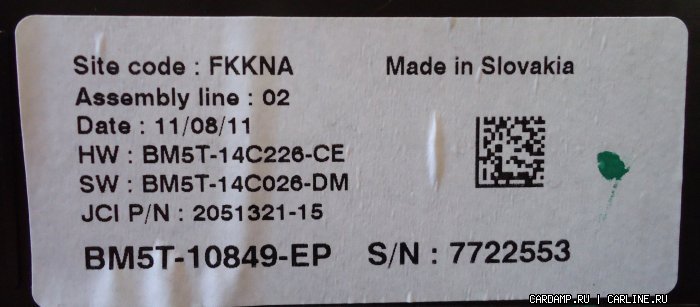 Site code : FKKNA
Made in Slovakia
Assembly line : 02
Date : 11/08/11
HW : BM5T-14C226-CE
SW : BM5T-14C026-DM
JCI P/N : 2051321-15
BM5T-10849-EP S/N : 7722553
CARDAMP.RU | CARLINE.RU